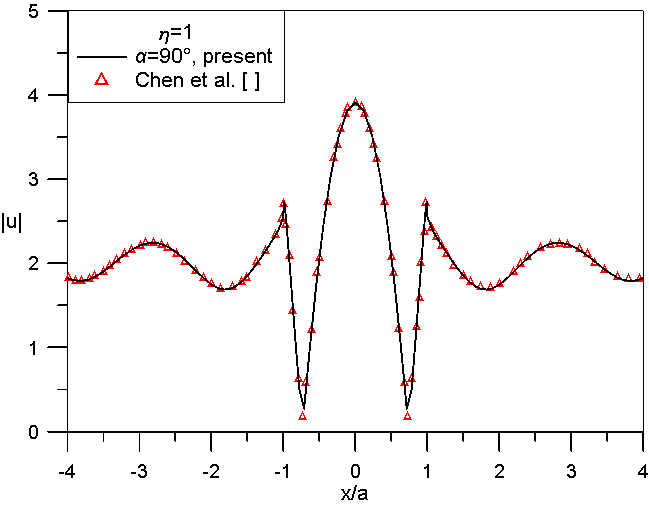 η=1
α=90°, present
Chen et al. [ ]
5
4
3
2
1
0
|u|
-4 -3 -2 -1 0 1 2 3 4
x/a